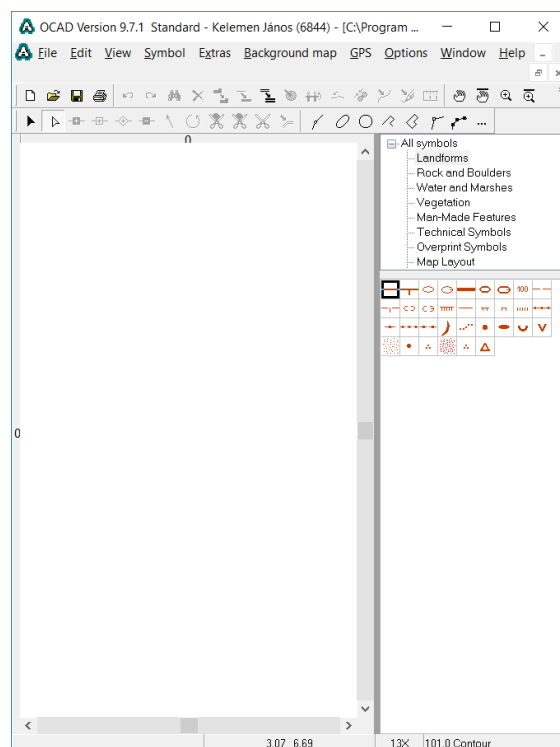 OCAD Version 9.7.1 Standard - Kelemen János (6844) - [C:\Program ...
File Edit View Symbol Extras Background map GPS Options Window Help
0
0
All symbols
Landforms
Rock and Boulders
Water and Marshes
Vegetation
Man-Made Features
Technical Symbols
Overprint Symbols
Map Layout
100
3.07 6.69 13X 101.0 Contour